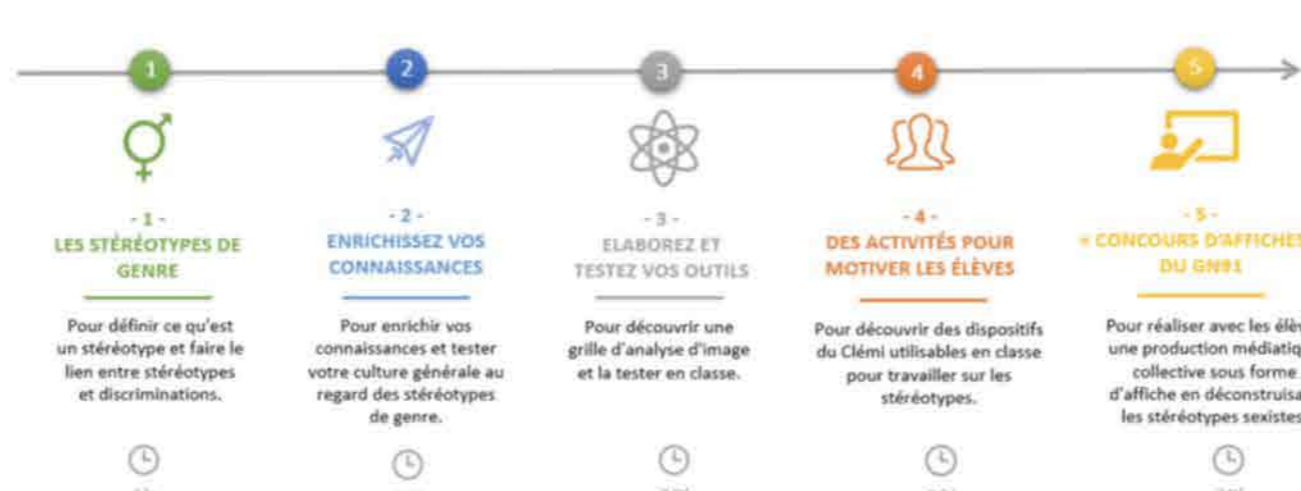 1
2
3
4
5
- 1 -
LES STÉRÉOTYPES DE
GENRE
Pour définir ce qu'est
un stéréotype et faire le
lien entre stéréotypes
et discriminations.
- 2 -
ENRICHISSEZ VOS
CONNAISSANCES
Pour enrichir vos
connaissances et tester
votre culture générale au
regard des stéréotypes
de genre.
- 3 -
ELABOREZ ET
TESTEZ VOS OUTILS
Pour découvrir une
grille d'analyse d'image
et la tester en classe.
- 4 -
DES ACTIVITÉS POUR
MOTIVER LES ÉLÈVES
Pour découvrir des dispositifs
du Clémi utilisables en classe
pour travailler sur les
stéréotypes.
- 5 -
« CONCOURS D'AFFICHES
DU GN91
Pour réaliser avec les élè
une production médiatiq
collective sous forme
d'affiche en déconstruisa
les stéréotypes sexistes